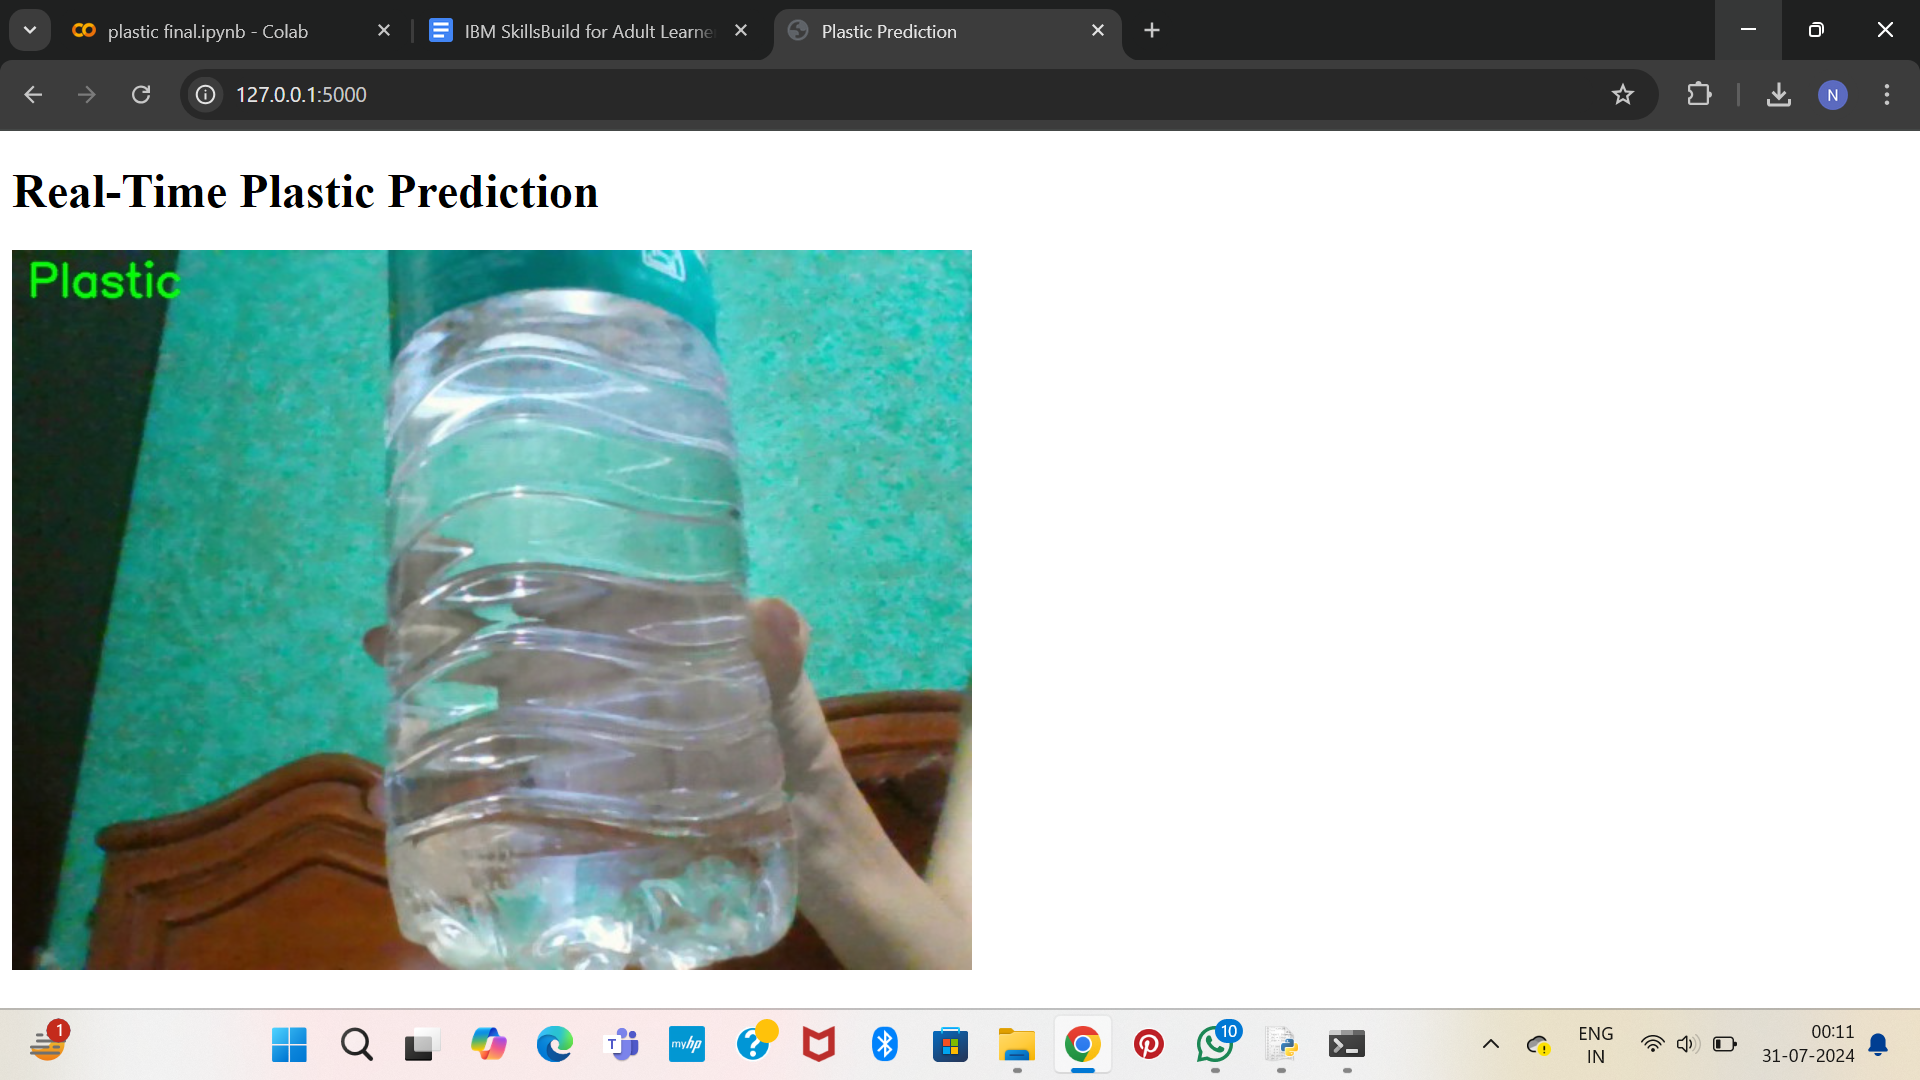 plastic final.ipynb - Colab
IBM SkillsBuild for Adult Learne
Plastic Prediction
127.0.0.1:5000
N
Real-Time Plastic Prediction
Plastic
1
T
myhp
?
10
ENG
IN
00:11
31-07-2024